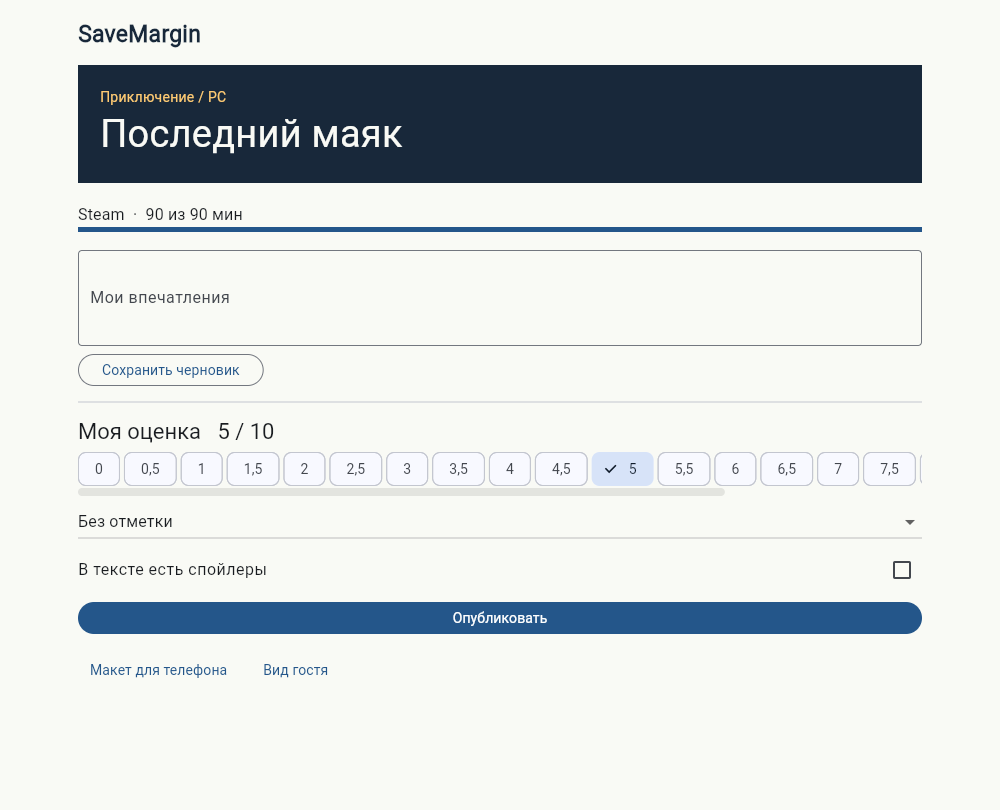 SaveMargin
Приключение / PC
Последний маяк
Steam · 90 из 90 мин
Мои впечатления
Сохранить черновик
Моя оценка 5 / 10
0 0,5 1 1,5 2 2,5 3 3,5 4 4,5 5 5,5 6 6,5 7 7,5
Без отметки
В тексте есть спойлеры
Опубликовать
Макет для телефона Вид гостя